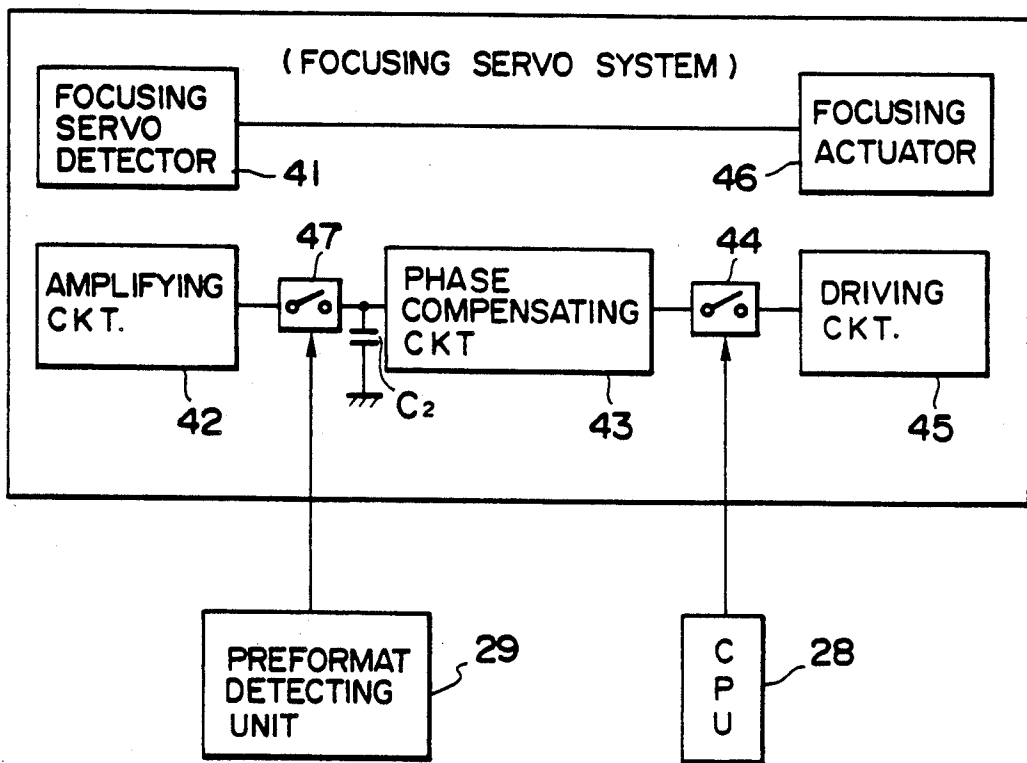 (FOCUSING SERVO SYSTEM)
FOCUSING
SERVO
DETECTOR
41
FOCUSING
ACTUATOR
46
AMPLIFYING
CKT.
42
47
C2
PHASE
COMPENSATING
CKT
43
44
DRIVING
CKT.
45
PREFORMAT
DETECTING
UNIT
29
C
P
U
28